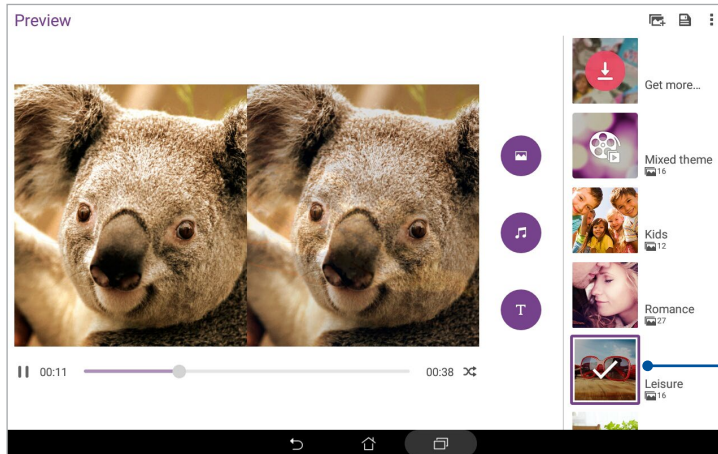 Preview
Get more...
Mixed theme
16
Kids
12
Romance
27
Leisure
16
T
00:11
00:38